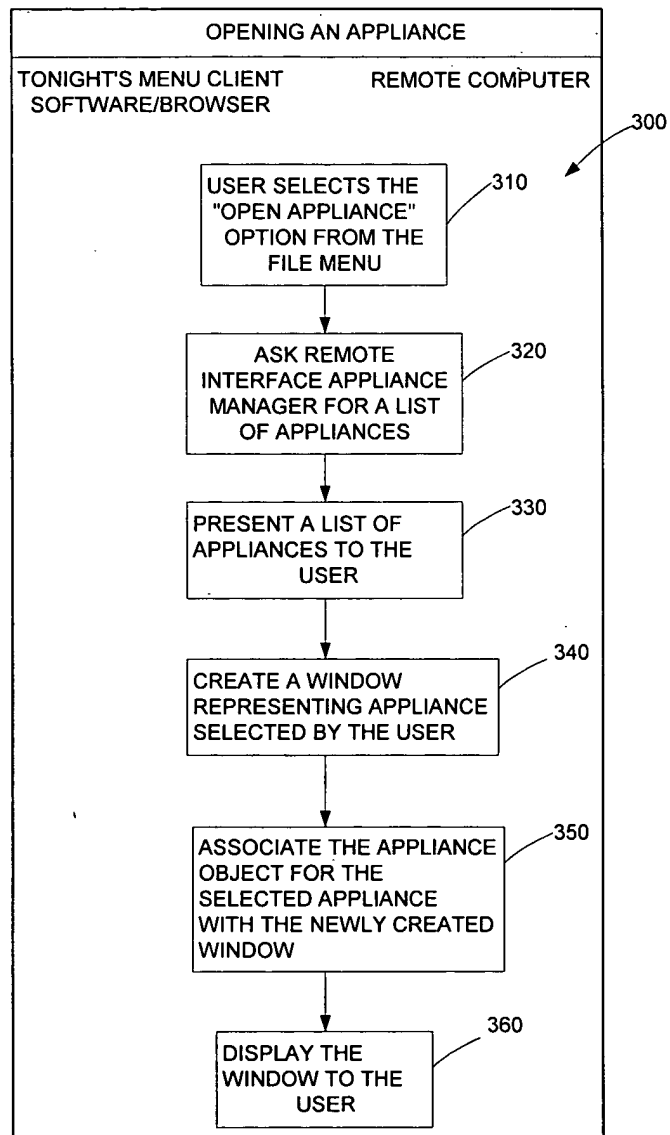 OPENING AN APPLIANCE
TONIGHT'S MENU CLIENT
SOFTWARE/BROWSER
REMOTE COMPUTER
300
USER SELECTS THE
"OPEN APPLIANCE"
OPTION FROM THE
FILE MENU
310
ASK REMOTE
INTERFACE APPLIANCE
MANAGER FOR A LIST
OF APPLIANCES
320
PRESENT A LIST OF
APPLIANCES TO THE
USER
330
CREATE A WINDOW
REPRESENTING APPLIANCE
SELECTED BY THE USER
340
ASSOCIATE THE APPLIANCE
OBJECT FOR THE
SELECTED APPLIANCE
WITH THE NEWLY CREATED
WINDOW
350
DISPLAY THE
WINDOW TO THE
USER
360